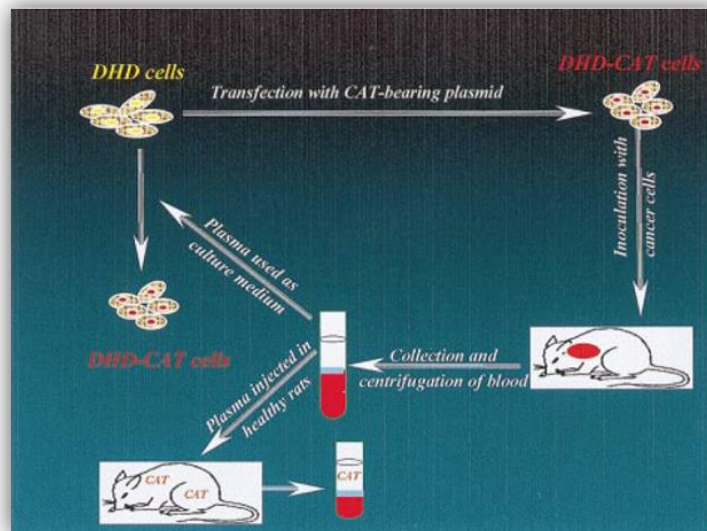 DHD cells
DHD-CAT cells
Transfection with CAT-bearing plasmid
Inoculation with
cancer cells
Plasma used as
culture medium
DHD-CAT cells
Collection and
centrifugation of blood
Plasma injected in
healthy rats
CAT
CAT
CAT